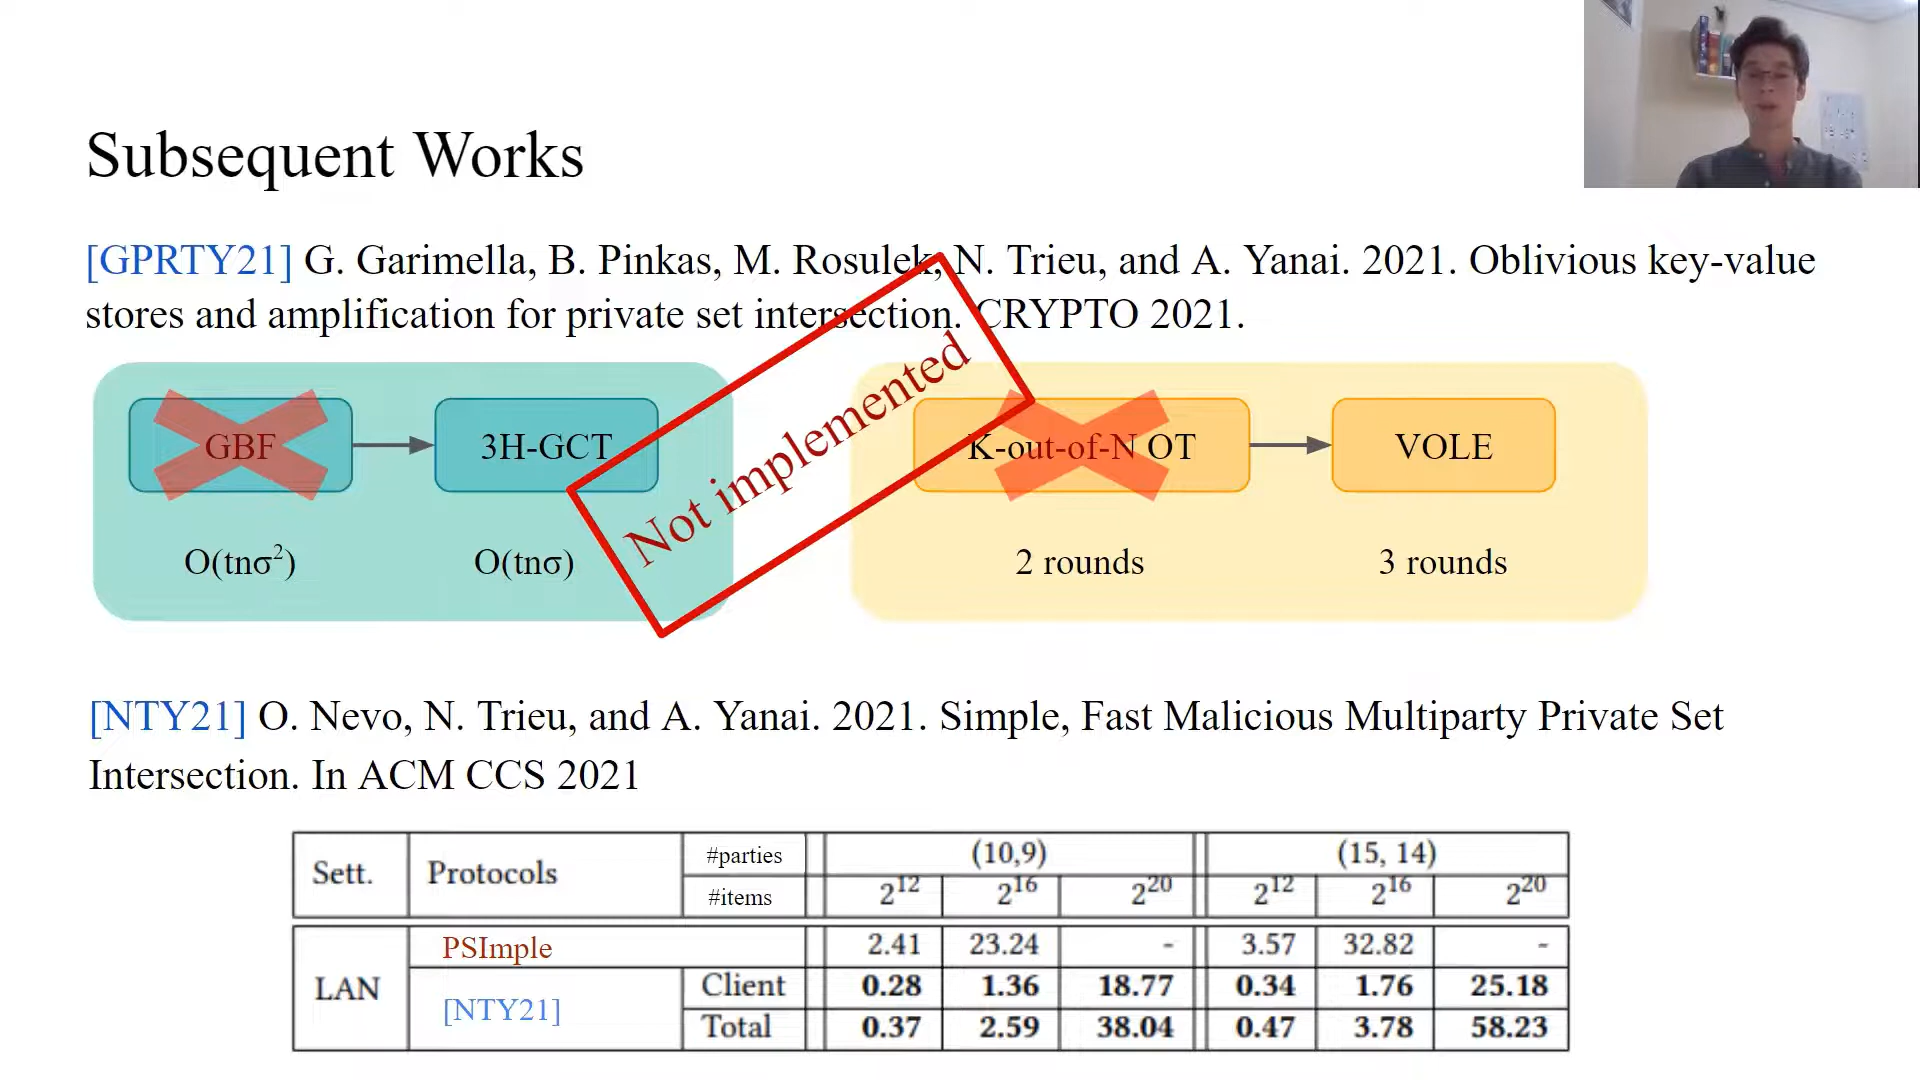 Subsequent Works
[GPRTY21] G. Garimella, B. Pinkas, M. Rosulek, N. Trieu, and A. Yanai. 2021. Oblivious key-value
stores and amplification for private set intersection. CRYPTO 2021.
GBF 3H-GCT
O(tnσ²) O(tnσ)
Not implemented
K-out-of-N OT VOLE
2 rounds 3 rounds
[NTY21] O. Nevo, N. Trieu, and A. Yanai. 2021. Simple, Fast Malicious Multiparty Private Set
Intersection. In ACM CCS 2021
Sett. Protocols #parties (10,9) (15, 14)
#items 2¹² 2¹⁶ 2²⁰ 2¹² 2¹⁶ 2²⁰
LAN PSImple 2.41 23.24 - 3.57 32.82 -
[NTY21] Client 0.28 1.36 18.77 0.34 1.76 25.18
Total 0.37 2.59 38.04 0.47 3.78 58.23